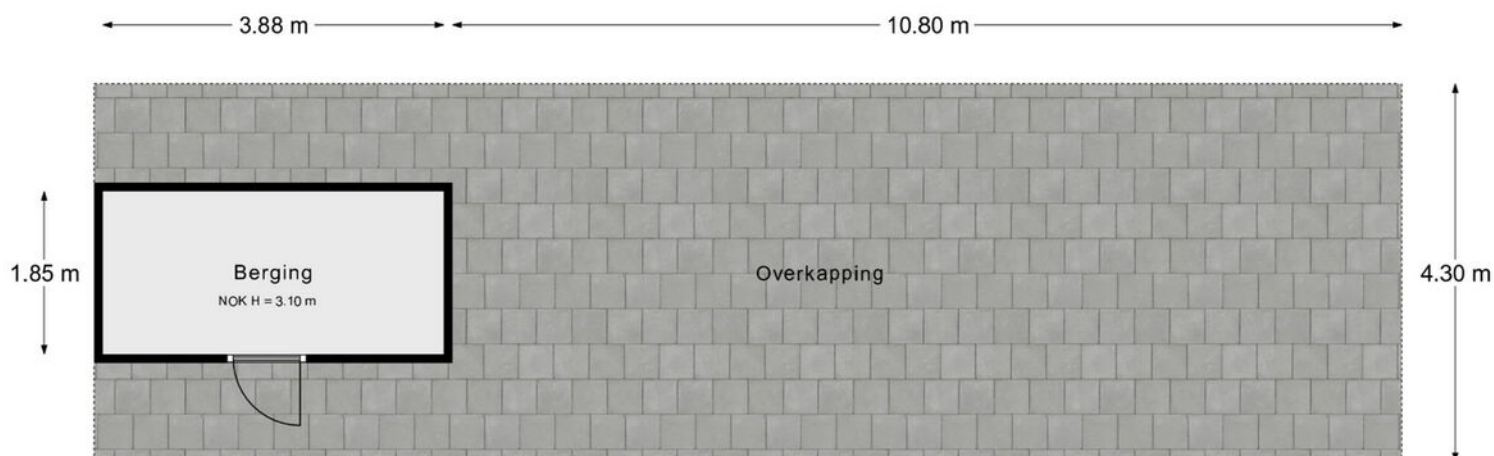 3.88 m
10.80 m
1.85 m
Berging
NOK H = 3.10 m
Overkapping
4.30 m